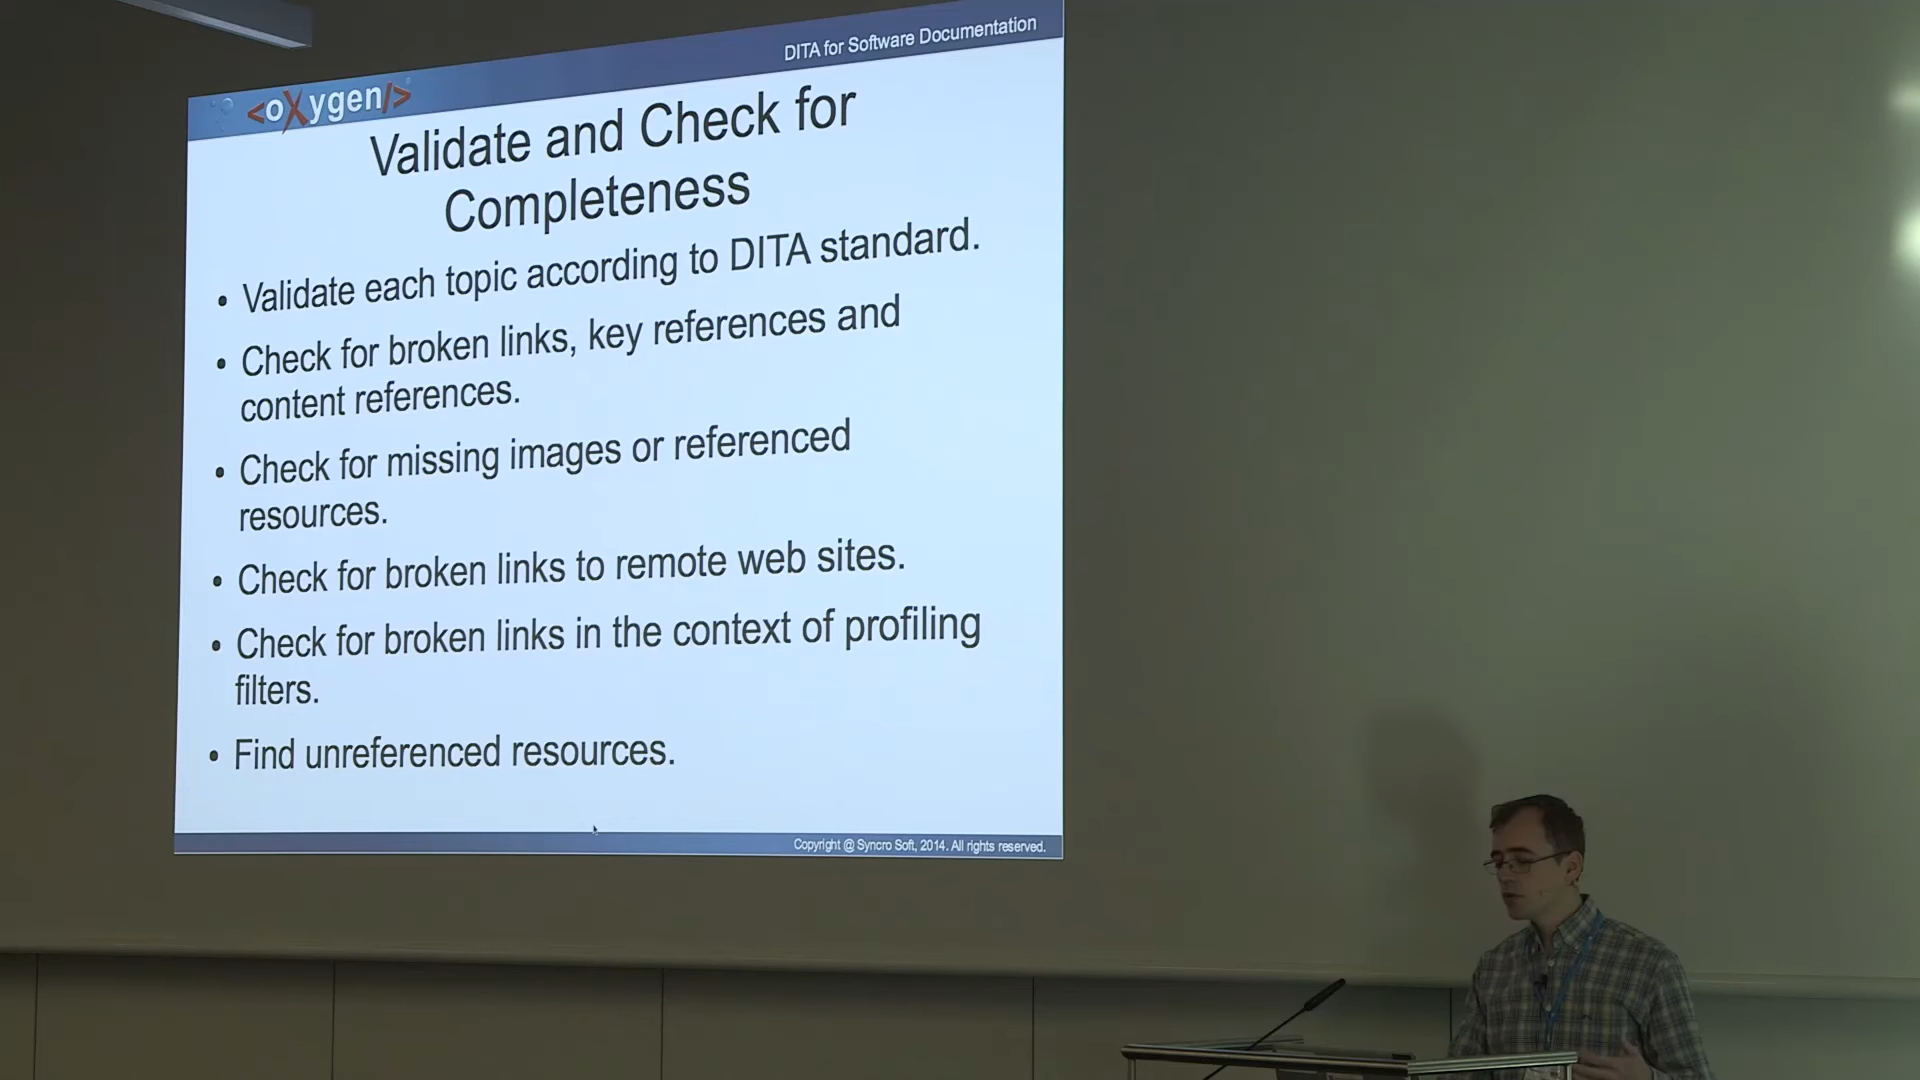 DITA for Software Documentation
<oXygen/>
Validate and Check for
Completeness
• Validate each topic according to DITA standard.
• Check for broken links, key references and
content references.
• Check for missing images or referenced
resources.
• Check for broken links to remote web sites.
• Check for broken links in the context of profiling
filters.
• Find unreferenced resources.
Copyright @ Syncro Soft, 2014. All rights reserved.